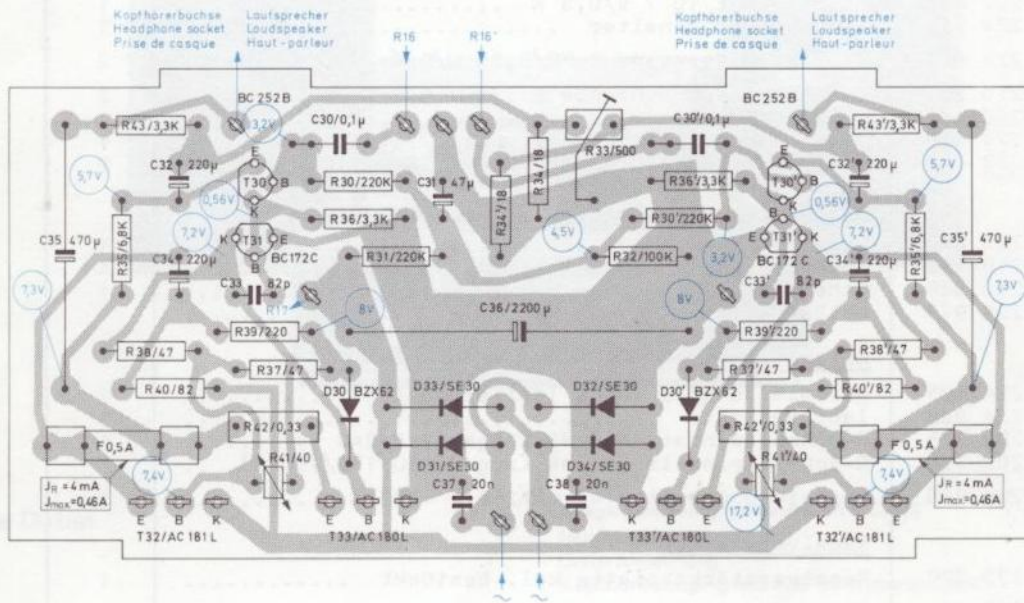 Kopfhörerbuchse
Headphone socket
Prise de casque
Lautsprecher
Loudspeaker
Haut-parleur
R16
R16'
Kopfhörerbuchse
Headphone socket
Prise de casque
Lautsprecher
Loudspeaker
Haut-parleur
BC 252B
BC 252B
R43/3,3K
3,2V
C30/0,1µ
R33/500
C30'/0,1µ
R43'/3,3K
C32 220µ
E
T30
B
K
R30/220K
C31 47µ
R34/18
R34'/18
R36'/3,3K
E
T30'
B
K
C32' 220µ
5,7V
5,7V
0,56V
R36/3,3K
R30'/220K
0,56V
C35 470µ
R35/6,8K
7,2V
K
T31
E
B
BC172C
R31/220K
4,5V
R32/100K
3,2V
B
E
T31'
K
BC172C
7,2V
R35'/6,8K
C35' 470µ
C34 220µ
C34' 220µ
7,3V
C33 82p
C33' 82p
7,3V
R17
C36/2200µ
8V
8V
R39/220
R39'/220
R38/47
R38'/47
R37/47
R37'/47
R40/82
R40'/82
D30 BZX62
D33/SE30
D32/SE30
D30' BZX62
R42/0,33
R42'/0,33
F0,5A
F0,5A
D31/SE30
D34/SE30
7,4V
R41/40
R41'/40
7,4V
JR = 4mA
Jmax.=0,46A
JR = 4mA
Jmax.=0,46A
C37 20n
C38 20n
17,2V
E B K
E B K
K B E
K B E
T32/AC181L
T33/AC180L
T33'/AC180L
T32'/AC181L
~ ~